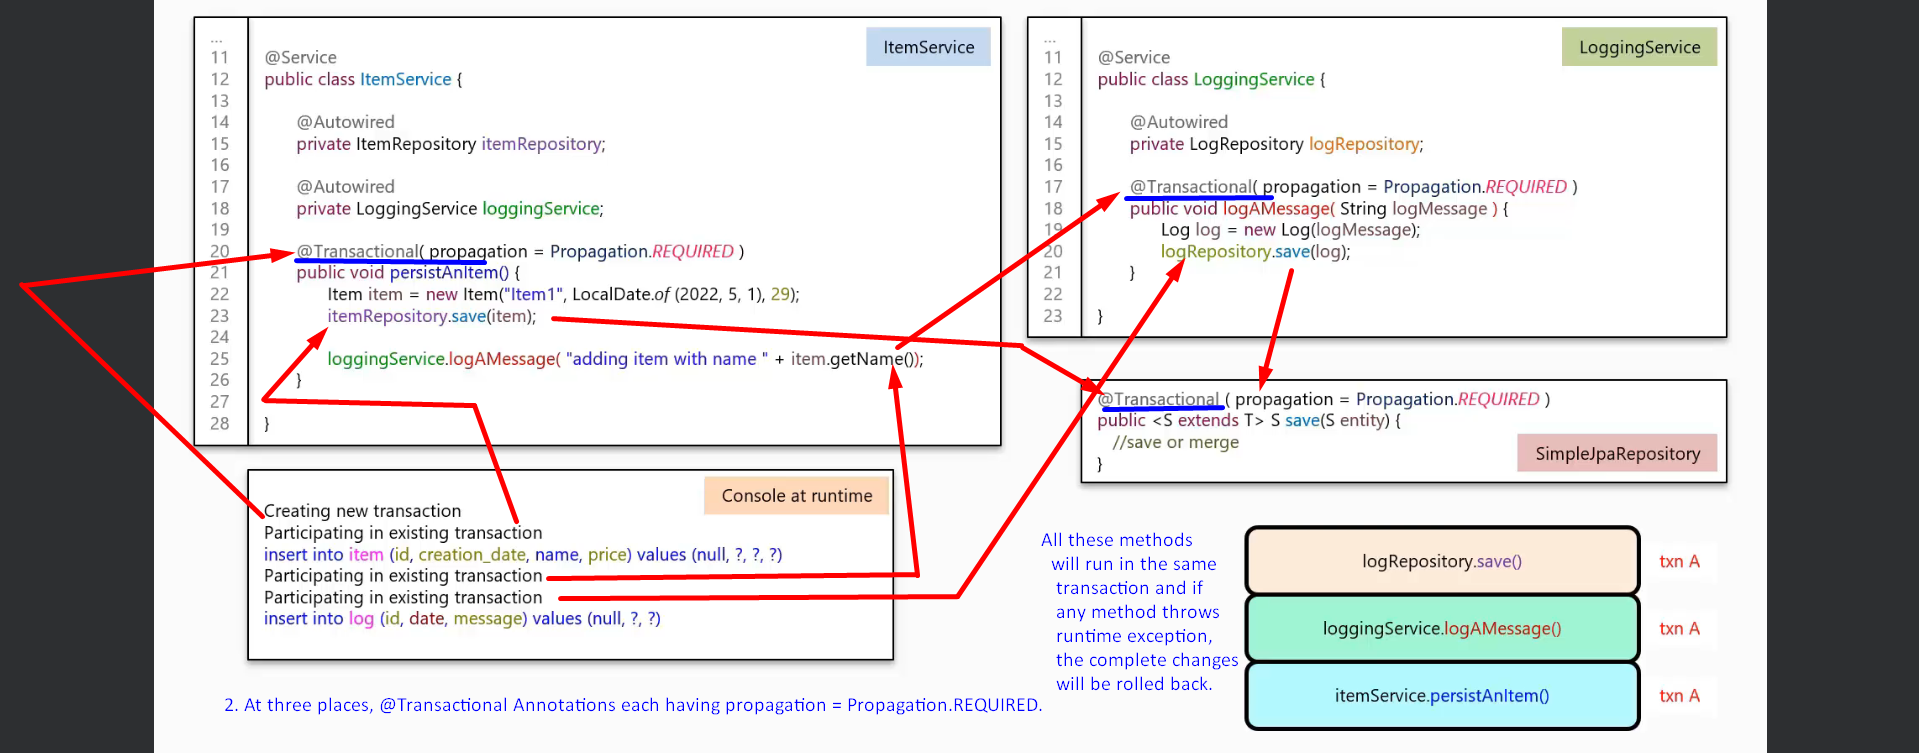 ItemService
...
11 @Service
12 public class ItemService {
13
14 @Autowired
15 private ItemRepository itemRepository;
16
17 @Autowired
18 private LoggingService loggingService;
19
20 @Transactional( propagation = Propagation.REQUIRED )
21 public void persistAnItem() {
22 Item item = new Item("Item1", LocalDate.of (2022, 5, 1), 29);
23 itemRepository.save(item);
24
25 loggingService.logAMessage( "adding item with name " + item.getName());
26 }
27
28 }
LoggingService
...
11 @Service
12 public class LoggingService {
13
14 @Autowired
15 private LogRepository logRepository;
16
17 @Transactional( propagation = Propagation.REQUIRED )
18 public void logAMessage( String logMessage ) {
19 Log log = new Log(logMessage);
20 logRepository.save(log);
21 }
22
23 }
@Transactional ( propagation = Propagation.REQUIRED )
public <S extends T> S save(S entity) {
//save or merge
}
SimpleJpaRepository
Console at runtime
Creating new transaction
Participating in existing transaction
insert into item (id, creation_date, name, price) values (null, ?, ?, ?)
Participating in existing transaction
Participating in existing transaction
insert into log (id, date, message) values (null, ?, ?)
All these methods
will run in the same
transaction and if
any method throws
runtime exception,
the complete changes
will be rolled back.
logRepository.save() txn A
loggingService.logAMessage() txn A
itemService.persistAnItem() txn A
2. At three places, @Transactional Annotations each having propagation = Propagation.REQUIRED.